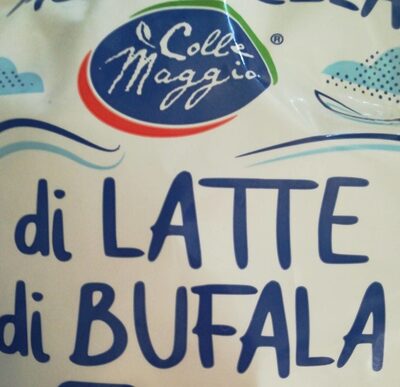 Colle
Maggio
®
di LATTE
di BUFALA